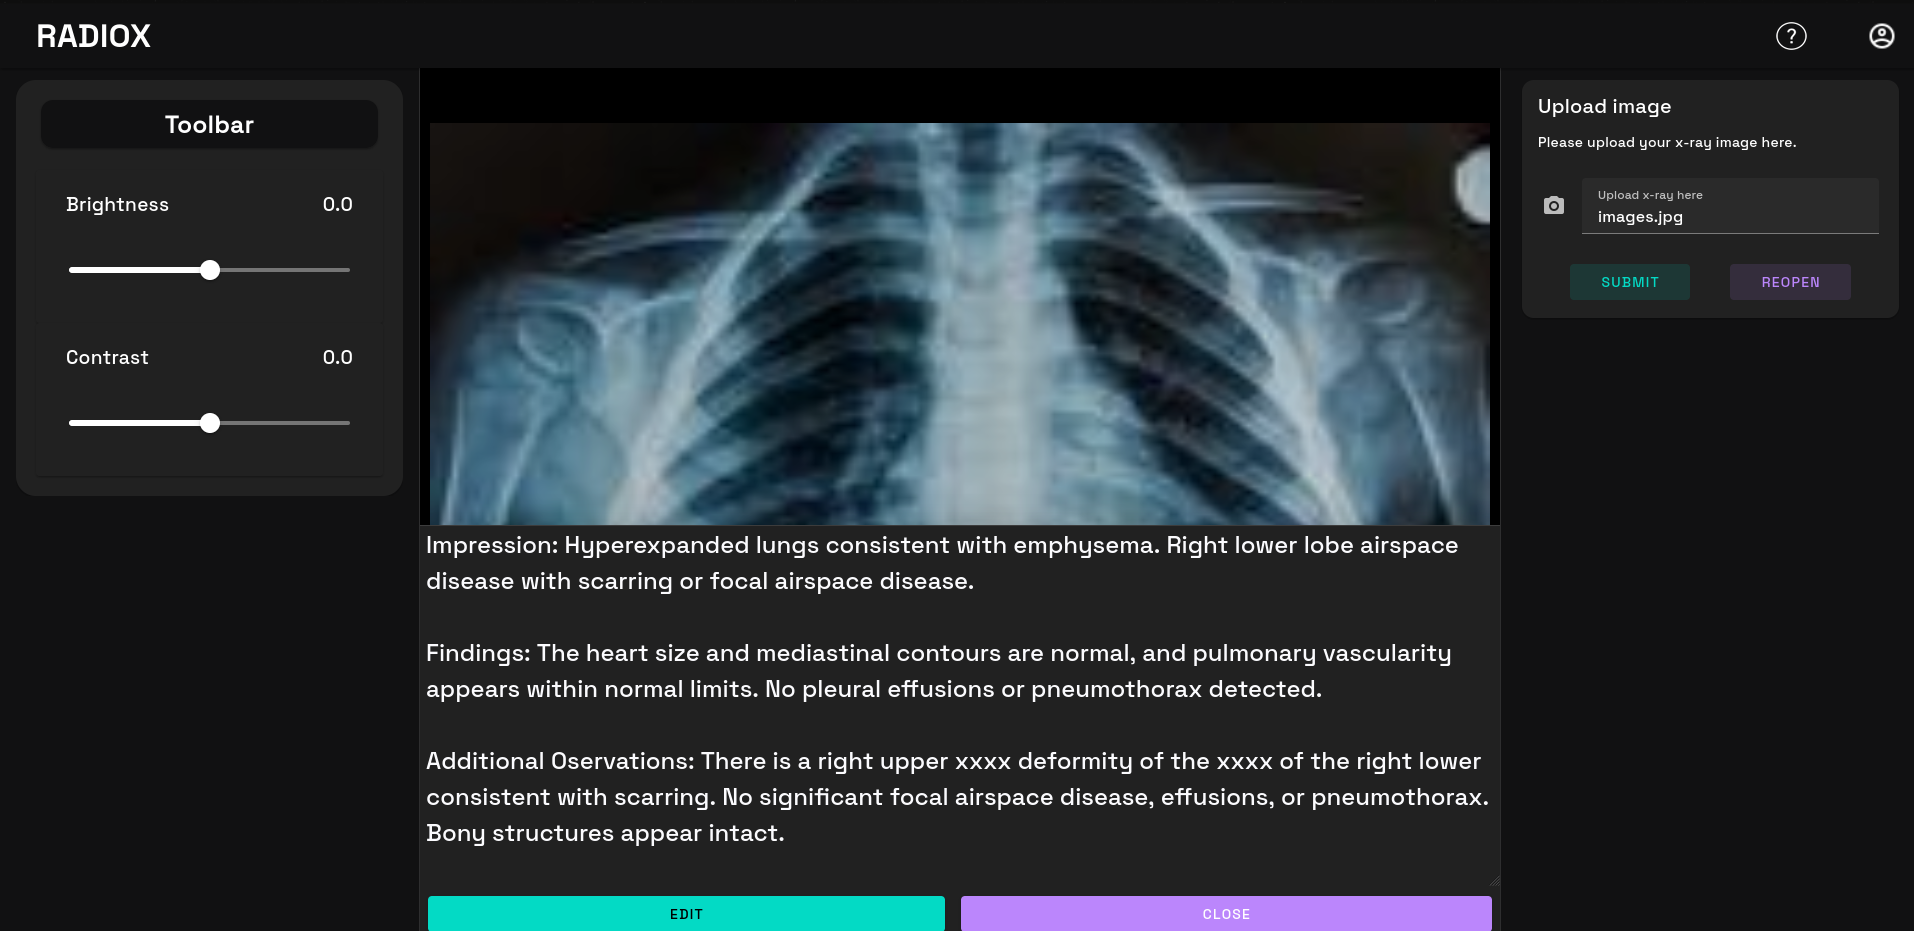 RADIOX
?
Toolbar
Brightness 0.0
Contrast 0.0
Impression: Hyperexpanded lungs consistent with emphysema. Right lower lobe airspace
disease with scarring or focal airspace disease.
Findings: The heart size and mediastinal contours are normal, and pulmonary vascularity
appears within normal limits. No pleural effusions or pneumothorax detected.
Additional Oservations: There is a right upper xxxx deformity of the xxxx of the right lower
consistent with scarring. No significant focal airspace disease, effusions, or pneumothorax.
Bony structures appear intact.
EDIT CLOSE
Upload image
Please upload your x-ray image here.
Upload x-ray here
images.jpg
SUBMIT REOPEN